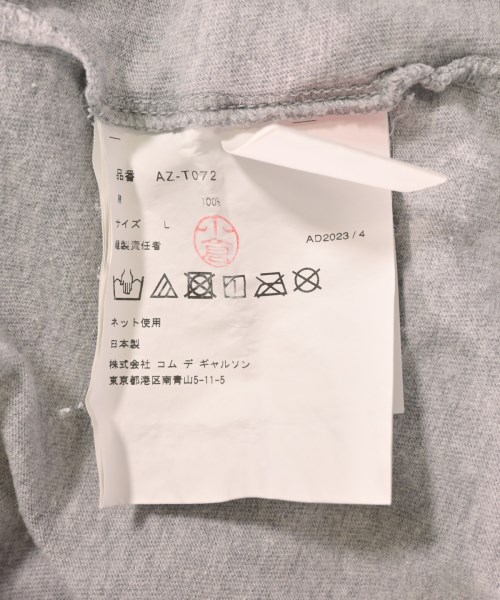 品番 AZ-T072
100%
サイズ L
縫製責任者
小宮
AD2023/4
ネット使用
日本製
株式会社 コム デ ギャルソン
東京都港区南青山5-11-5